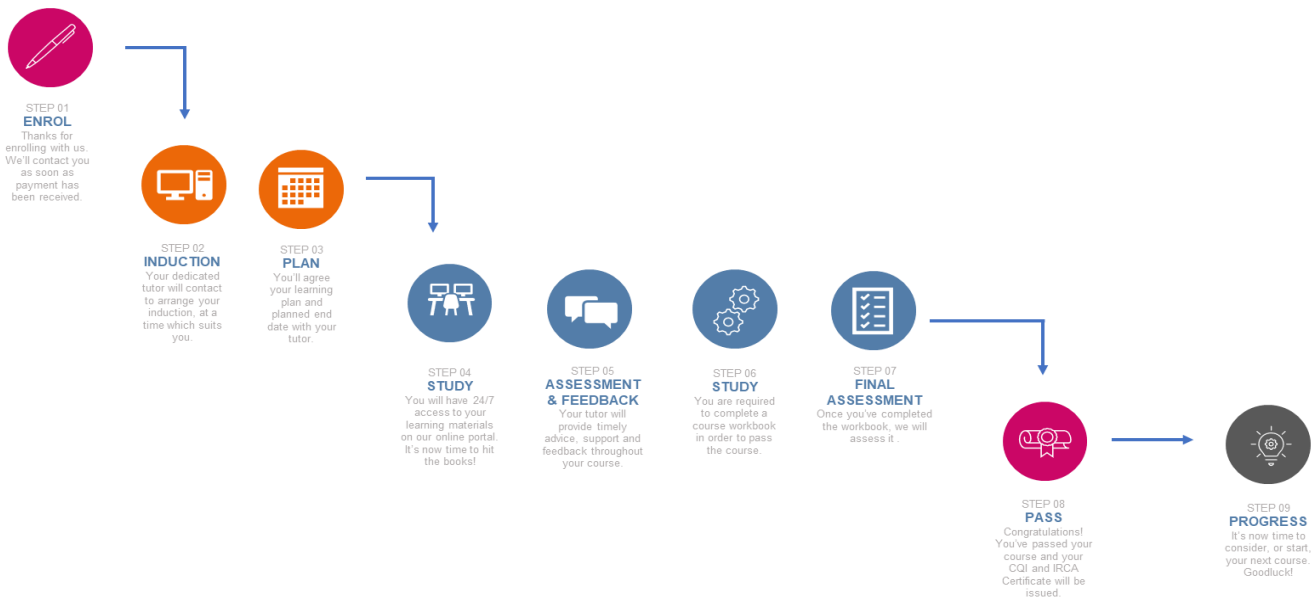 STEP 01
ENROL
Thanks for
enrolling with us.
We'll contact you
as soon as
payment has
been received.
STEP 02
INDUCTION
Your dedicated
tutor will contact
to arrange your
induction, at a
time which suits
you.
STEP 03
PLAN
You'll agree
your learning
plan and
planned end
date with your
tutor.
STEP 04
STUDY
You will have 24/7
access to your
learning materials
on our online portal.
It's now time to hit
the books!
STEP 05
ASSESSMENT
& FEEDBACK
Your tutor will
provide timely
advice, support and
feedback throughout
your course.
STEP 06
STUDY
You are required
to complete a
course workbook
in order to pass
the course.
STEP 07
FINAL
ASSESSMENT
Once you've completed
the workbook, we will
assess it .
STEP 08
PASS
Congratulations!
You've passed your
course and your
CQI and IRCA
Certificate will be
issued.
STEP 09
PROGRESS
It's now time to
consider, or start,
your next course.
Goodluck!